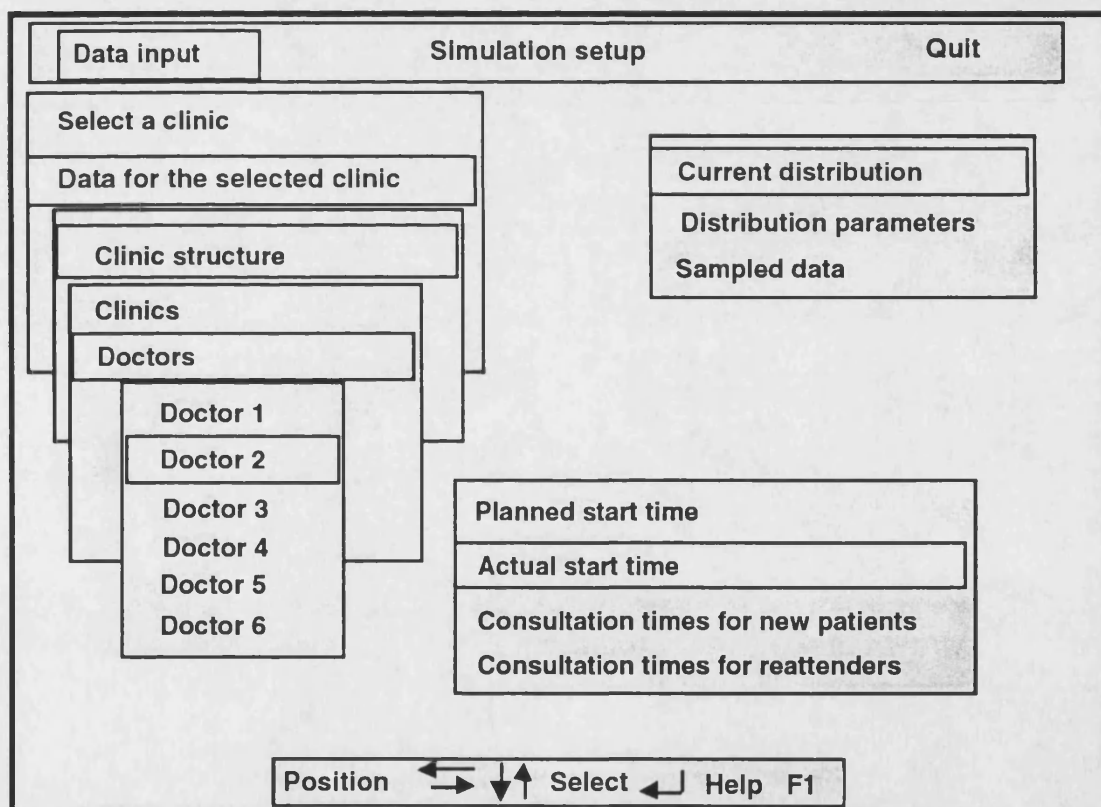 Data input Simulation setup Quit
Select a clinic
Data for the selected clinic
Clinic structure
Clinics
Doctors
Doctor 1
Doctor 2
Doctor 3
Doctor 4
Doctor 5
Doctor 6
Current distribution
Distribution parameters
Sampled data
Planned start time
Actual start time
Consultation times for new patients
Consultation times for reattenders
Position Select Help F1